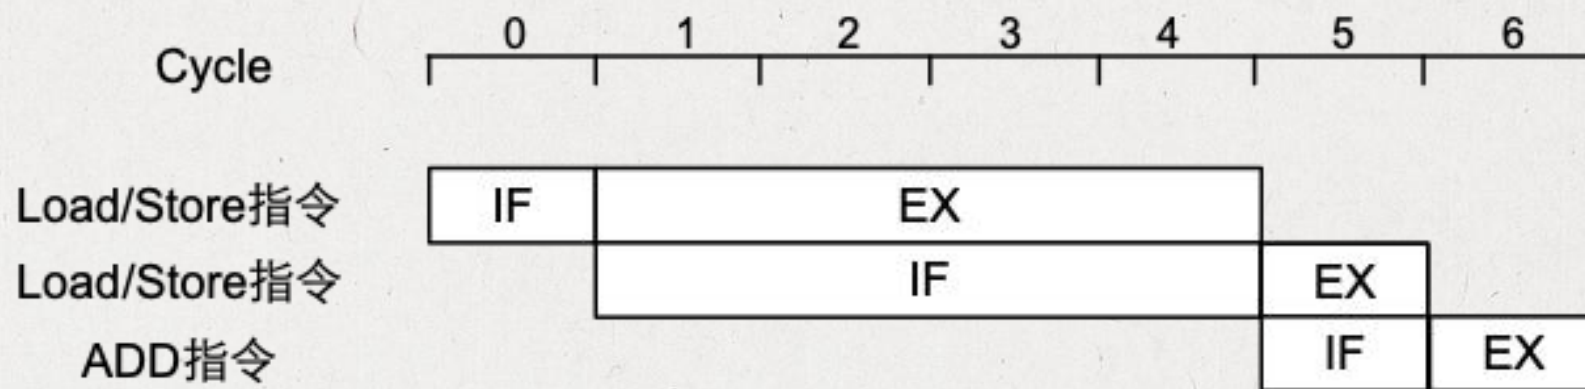 0 1 2 3 4 5 6
Cycle
Load/Store指令 IF EX
Load/Store指令 IF EX
ADD指令 IF EX